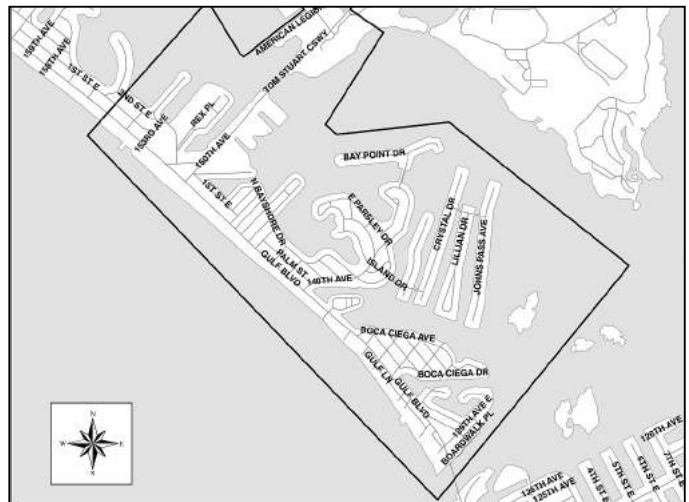 159TH AVE
158TH AVE
1ST ST E
2ND ST E
153RD AVE
REX PL
150TH AVE
AMERICAN LEGION
TOM STUART CSWY
1ST ST E
N BAYSHORE DR
PALM ST
GULF BLVD
140TH AVE
BAY POINT DR
E PARSLEY DR
ISLAND DR
CRYSTAL DR
LILLIAN DR
JOHNS PASS AVE
BOCA CIEGA AVE
GULF LN
BOCA CIEGA DR
GULF BLVD
129TH AVE E
BOARDWALK PL
N
W E
S
126TH AVE
125TH AVE
4TH ST E
5TH ST E
6TH ST E
7TH ST E
126TH AVE